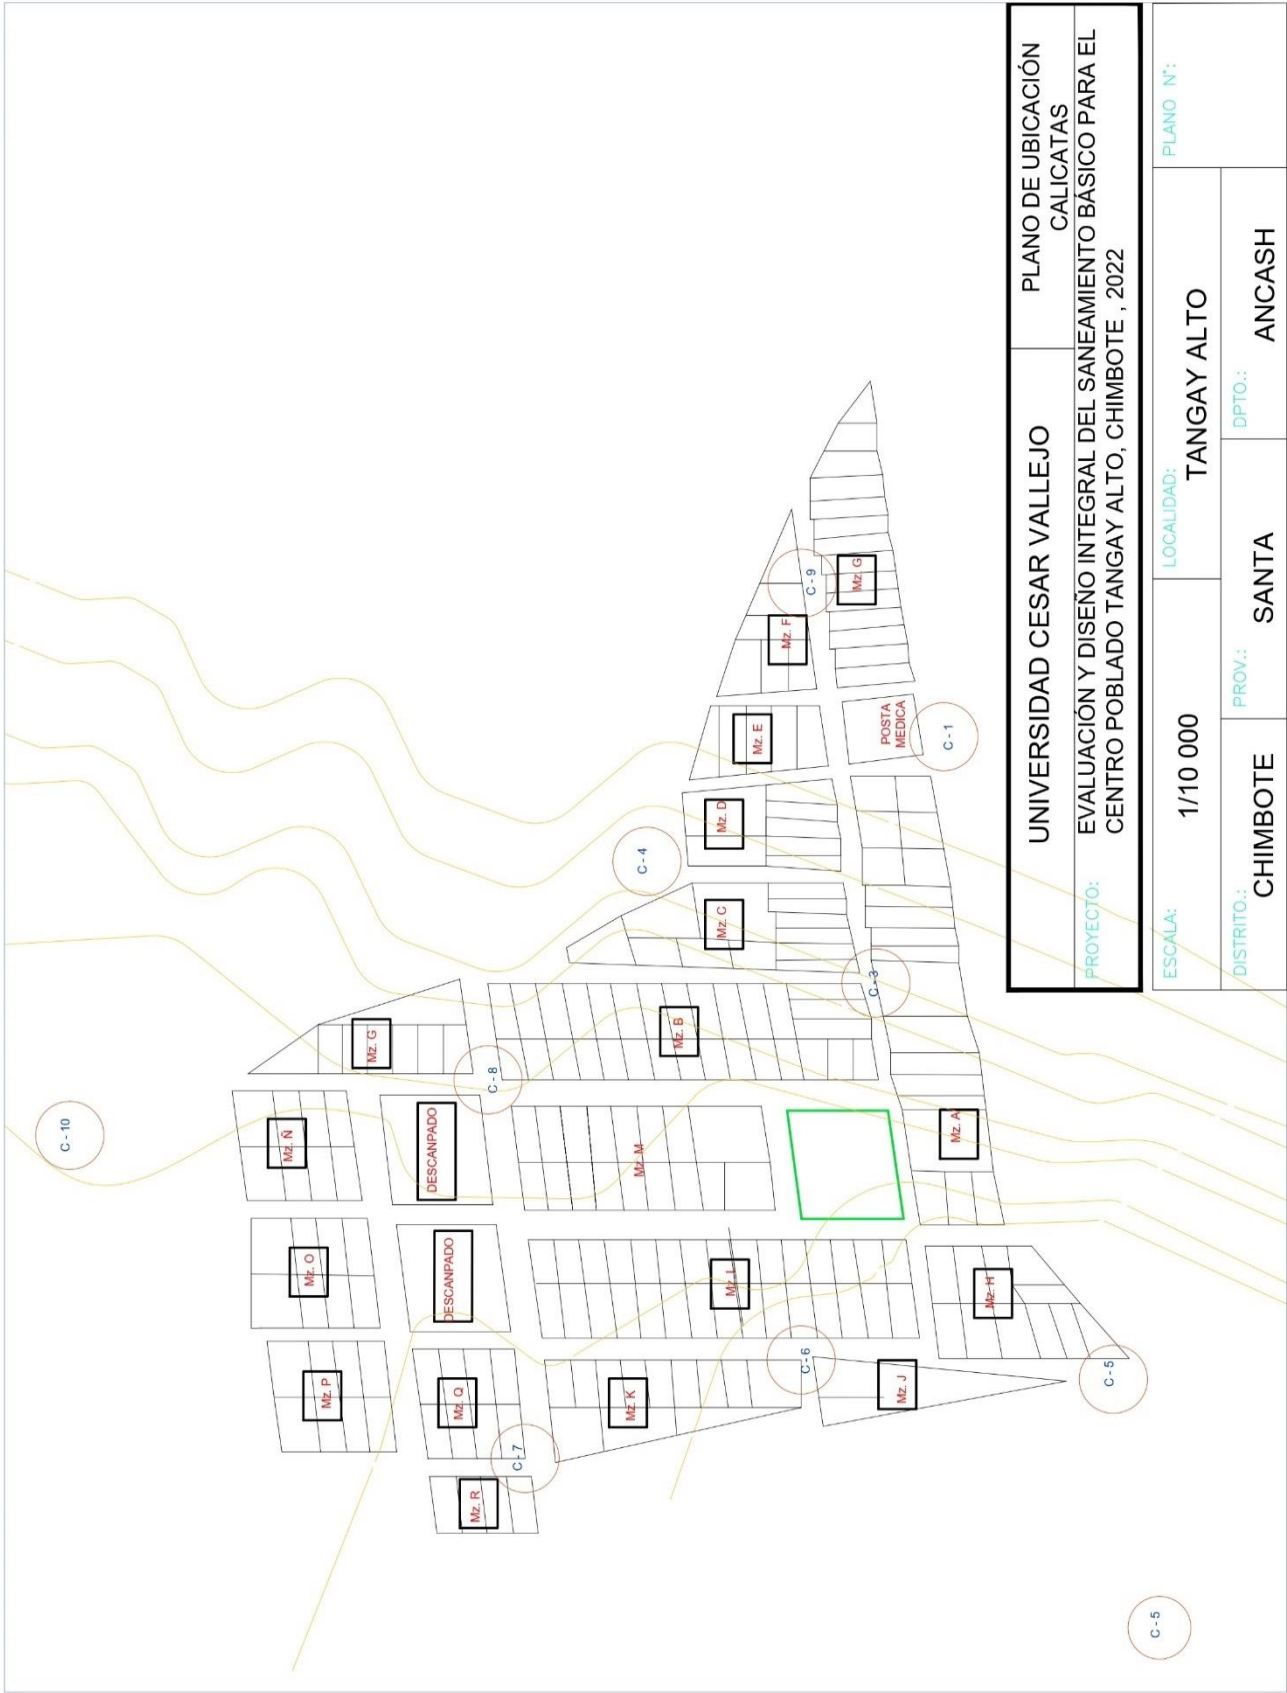 C - 10
Mz. P
Mz. O
Mz. Ñ
Mz. G
Mz. R
Mz. Q
DESCANPADO
DESCANPADO
C - 7
C - 8
Mz. K
Mz. M
Mz. B
C - 4
Mz. L
Mz. C
Mz. D
Mz. E
Mz. F
C - 9
C - 6
Mz. G
Mz. J
C - 3
POSTA
MEDICA
Mz. H
Mz. A
C - 1
C - 5
C - 5
UNIVERSIDAD CESAR VALLEJO
PLANO DE UBICACIÓN
CALICATAS
PROYECTO:
EVALUACIÓN Y DISEÑO INTEGRAL DEL SANEAMIENTO BÁSICO PARA EL
CENTRO POBLADO TANGAY ALTO, CHIMBOTE , 2022
ESCALA:
1/10 000
LOCALIDAD:
TANGAY ALTO
PLANO N°:
DISTRITO.:
CHIMBOTE
PROV.:
SANTA
DPTO.:
ANCASH